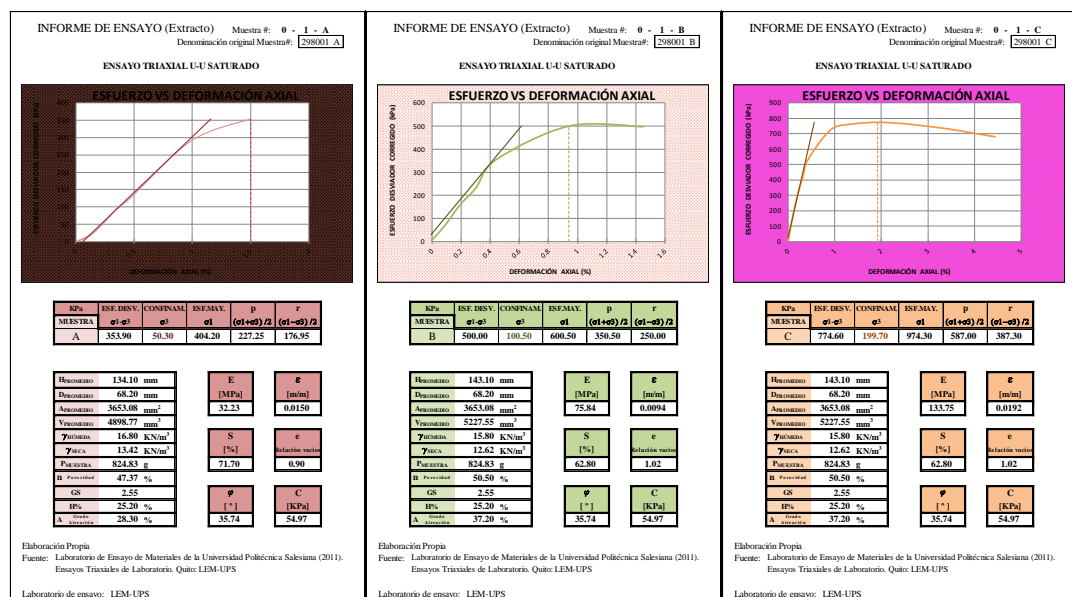 INFORME DE ENSAYO (Extracto) Muestra #: 0 - 1 - A
Denominación original Muestra#: 298001 A
ENSAYO TRIAXIAL U-U SATURADO
ESFUERZO VS DEFORMACIÓN AXIAL
ESFUERZO DESVIADOR CORREGIDO (kPa)
DEFORMACIÓN AXIAL (%)
KPa ESF. DESV. CONFINAM. ESF.MAY. p r
MUESTRA σ1-σ3 σ3 σ1 (σ1+σ3) /2 (σ1−σ3) /2
A 353.90 50.30 404.20 227.25 176.95
HPROMEDIO 134.10 mm E ε
DPROMEDIO 68.20 mm [MPa] [m/m]
APROMEDIO 3653.08 mm² 32.23 0.0150
VPROMEDIO 4898.77 mm³
γHÚMEDA 16.80 KN/m³ S e
γSECA 13.42 KN/m³ [%] Relación vacíos
PMUESTRA 824.83 g 71.70 0.90
n Porosidad 47.37 %
GS 2.55 φ C
H% 25.20 % [ º ] [KPa]
A Grado Aireación 28.30 % 35.74 54.97
Elaboración Propia
Fuente: Laboratorio de Ensayo de Materiales de la Universidad Politécnica Salesiana (2011).
Ensayos Triaxiales de Laboratorio. Quito: LEM-UPS
Laboratorio de ensayo: LEM-UPS
INFORME DE ENSAYO (Extracto) Muestra #: 0 - 1 - B
Denominación original Muestra#: 298001 B
ENSAYO TRIAXIAL U-U SATURADO
ESFUERZO VS DEFORMACIÓN AXIAL
600
500
400
300
200
100
0
ESFUERZO DESVIADOR CORREGIDO (kPa)
0 0.2 0.4 0.6 0.8 1 1.2 1.4 1.6
DEFORMACIÓN AXIAL (%)
KPa ESF. DESV. CONFINAM. ESF.MAY. p r
MUESTRA σ1-σ3 σ3 σ1 (σ1+σ3) /2 (σ1−σ3) /2
B 500.00 100.50 600.50 350.50 250.00
HPROMEDIO 143.10 mm E ε
DPROMEDIO 68.20 mm [MPa] [m/m]
APROMEDIO 3653.08 mm² 75.84 0.0094
VPROMEDIO 5227.55 mm³
γHÚMEDA 15.80 KN/m³ S e
γSECA 12.62 KN/m³ [%] Relación vacíos
PMUESTRA 824.83 g 62.80 1.02
n Porosidad 50.50 %
GS 2.55 φ C
H% 25.20 % [ º ] [KPa]
A Grado Aireación 37.20 % 35.74 54.97
Elaboración Propia
Fuente: Laboratorio de Ensayo de Materiales de la Universidad Politécnica Salesiana (2011).
Ensayos Triaxiales de Laboratorio. Quito: LEM-UPS
Laboratorio de ensayo: LEM-UPS
INFORME DE ENSAYO (Extracto) Muestra #: 0 - 1 - C
Denominación original Muestra#: 298001 C
ENSAYO TRIAXIAL U-U SATURADO
ESFUERZO VS DEFORMACIÓN AXIAL
900
800
700
600
500
400
300
200
100
0
ESFUERZO DESVIADOR CORREGIDO (kPa)
0 1 2 3 4 5
DEFORMACIÓN AXIAL (%)
KPa ESF. DESV. CONFINAM. ESF.MAY. p r
MUESTRA σ1-σ3 σ3 σ1 (σ1+σ3) /2 (σ1−σ3) /2
C 774.60 199.70 974.30 587.00 387.30
HPROMEDIO 143.10 mm E ε
DPROMEDIO 68.20 mm [MPa] [m/m]
APROMEDIO 3653.08 mm² 133.75 0.0192
VPROMEDIO 5227.55 mm³
γHÚMEDA 15.80 KN/m³ S e
γSECA 12.62 KN/m³ [%] Relación vacíos
PMUESTRA 824.83 g 62.80 1.02
n Porosidad 50.50 %
GS 2.55 φ C
H% 25.20 % [ º ] [KPa]
A Grado Aireación 37.20 % 35.74 54.97
Elaboración Propia
Fuente: Laboratorio de Ensayo de Materiales de la Universidad Politécnica Salesiana (2011).
Ensayos Triaxiales de Laboratorio. Quito: LEM-UPS
Laboratorio de ensayo: LEM-UPS